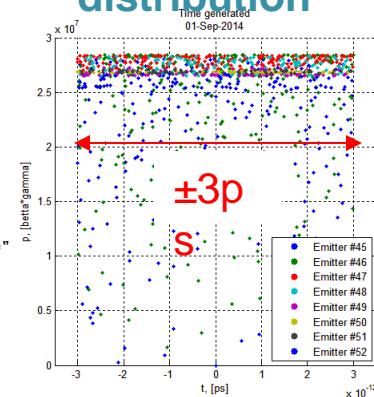 distribution
Time generated
01-Sep-2014
x 10^7
3
2.5
2
1.5
1
0.5
0
p, [betta*gamma]
"
±3p
s
Emitter #45
Emitter #46
Emitter #47
Emitter #48
Emitter #49
Emitter #50
Emitter #51
Emitter #52
-3 -2 -1 0 1 2 3
t, [ps]
x 10^-12